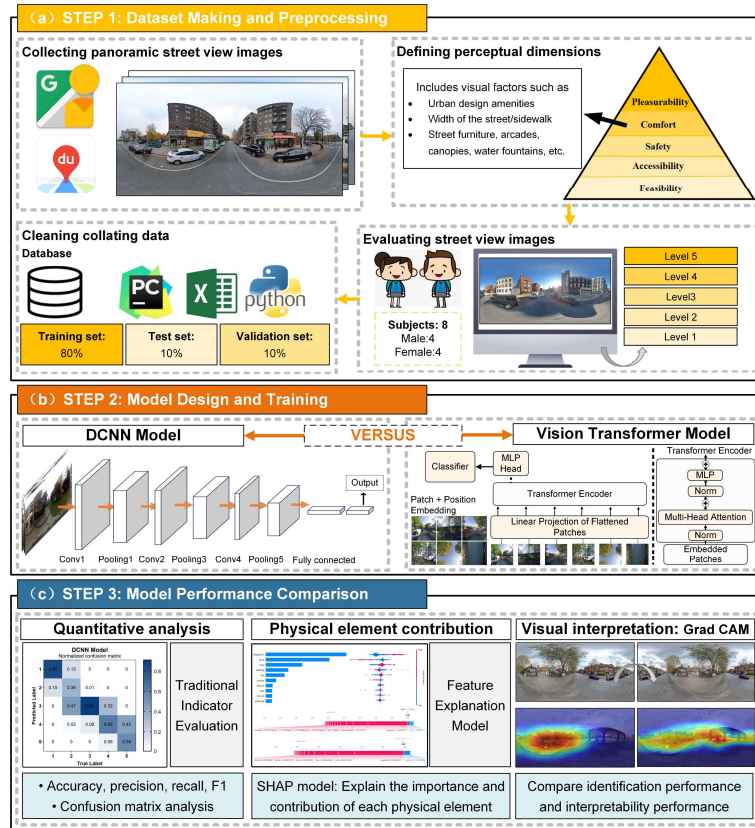 (a) STEP 1: Dataset Making and Preprocessing
Collecting panoramic street view images
G
du
Defining perceptual dimensions
Includes visual factors such as
• Urban design amenities
• Width of the street/sidewalk
• Street furniture, arcades,
canopies, water fountains, etc.
Pleasurability
Comfort
Safety
Accessibility
Feasibility
Cleaning collating data
Database
PC
X
python
Training set:
80%
Test set:
10%
Validation set:
10%
Evaluating street view images
Subjects: 8
Male:4
Female:4
Level 5
Level 4
Level3
Level 2
Level 1
(b) STEP 2: Model Design and Training
DCNN Model
VERSUS
Vision Transformer Model
Output
Conv1
Pooling1
Conv2
Pooling3
Conv4
Pooling5
Fully connected
Classifier
MLP
Head
Transformer Encoder
Patch + Position
Embedding
Linear Projection of Flattened
Patches
Transformer Encoder
MLP
Norm
Multi-Head Attention
Norm
Embedded
Patches
(c) STEP 3: Model Performance Comparison
Quantitative analysis
DCNN Model
Normalized confusion matrix
Predicted Label
True Label
1 2 3 4 5
Traditional
Indicator
Evaluation
• Accuracy, precision, recall, F1
• Confusion matrix analysis
Physical element contribution
Feature
Explanation
Model
SHAP model: Explain the importance and
contribution of each physical element
Visual interpretation: Grad CAM
Compare identification performance
and interpretability performance